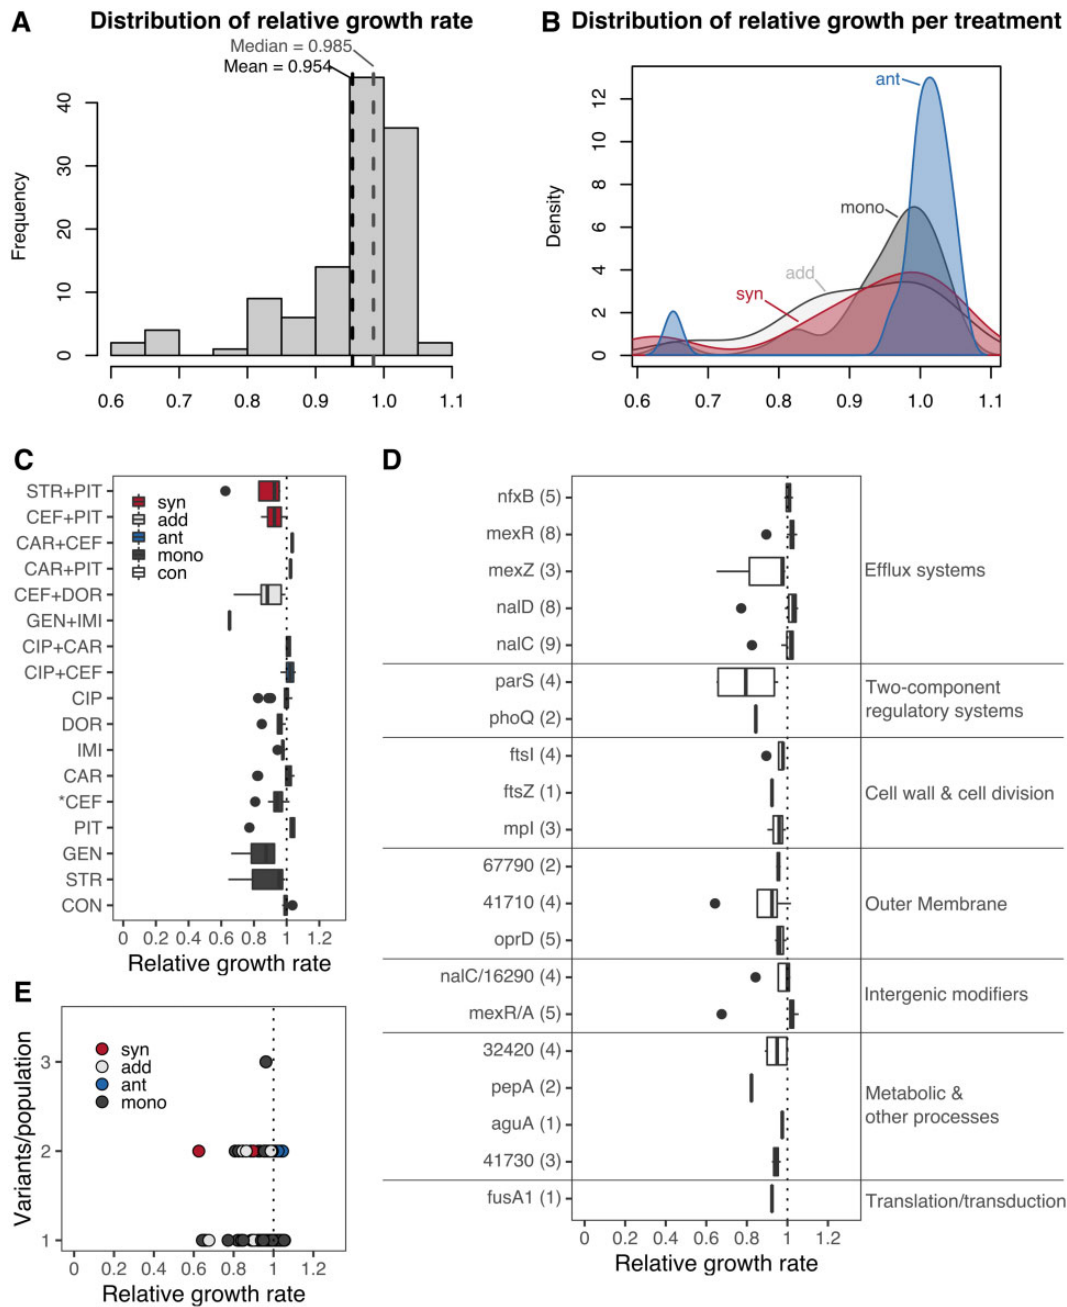 A
Distribution of relative growth rate
Median = 0.985
Mean = 0.954
Frequency
40
30
20
10
0
0.6 0.7 0.8 0.9 1.0 1.1
B
Distribution of relative growth per treatment
Density
12
10
8
6
4
2
0
ant
mono
add
syn
0.6 0.7 0.8 0.9 1.0 1.1
C
STR+PIT
CEF+PIT
CAR+CEF
CAR+PIT
CEF+DOR
GEN+IMI
CIP+CAR
CIP+CEF
CIP
DOR
IMI
CAR
*CEF
PIT
GEN
STR
CON
syn
add
ant
mono
con
0 0.2 0.4 0.6 0.8 1 1.2
Relative growth rate
D
nfxB (5)
mexR (8)
mexZ (3)
nalD (8)
nalC (9)
Efflux systems
parS (4)
phoQ (2)
Two-component
regulatory systems
ftsI (4)
ftsZ (1)
mpl (3)
Cell wall & cell division
67790 (2)
41710 (4)
oprD (5)
Outer Membrane
nalC/16290 (4)
mexR/A (5)
Intergenic modifiers
32420 (4)
pepA (2)
aguA (1)
41730 (3)
Metabolic &
other processes
fusA1 (1)
Translation/transduction
0 0.2 0.4 0.6 0.8 1 1.2
Relative growth rate
E
Variants/population
3
2
1
syn
add
ant
mono
0 0.2 0.4 0.6 0.8 1 1.2
Relative growth rate